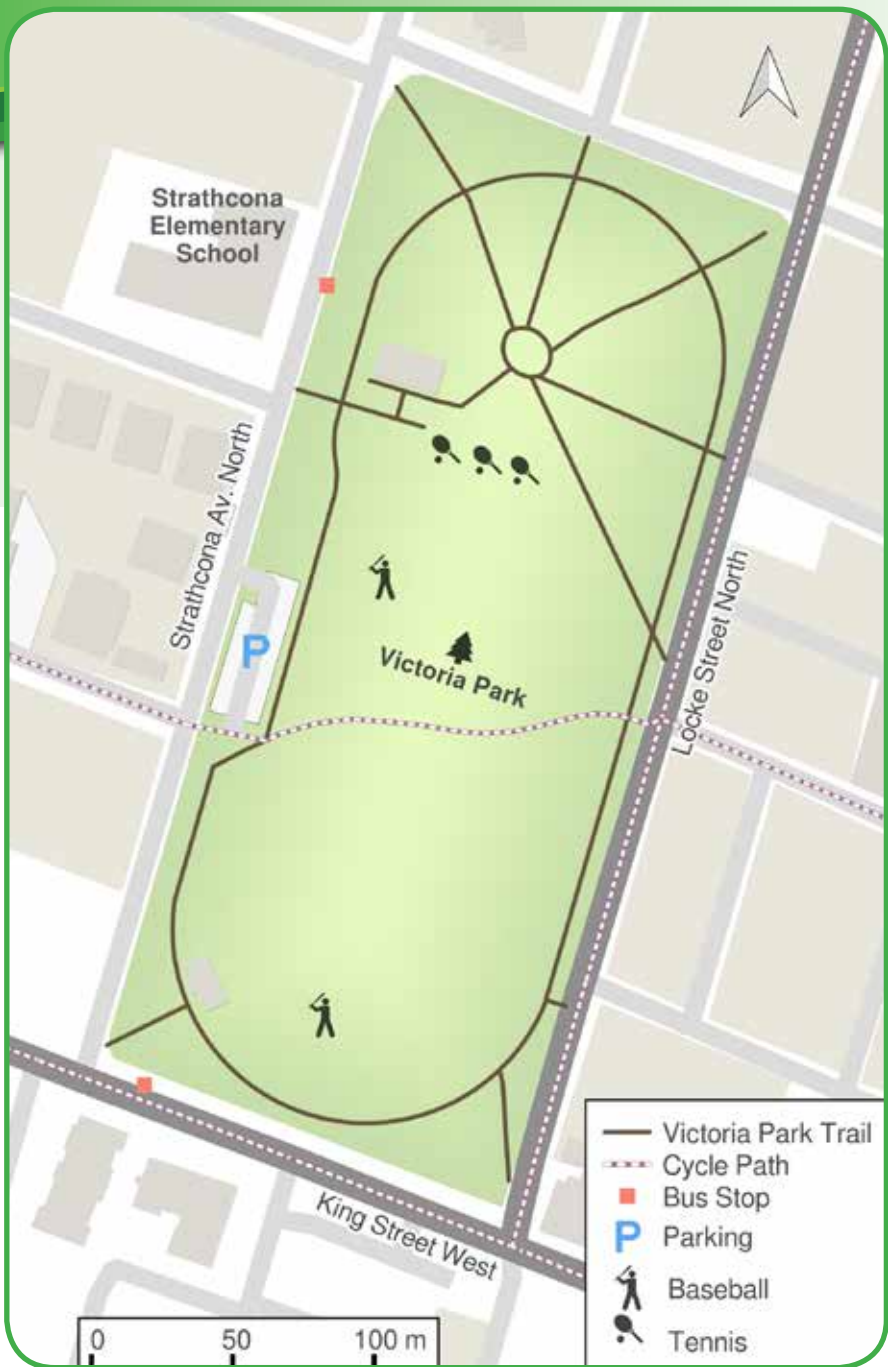 Strathcona
Elementary
School
Strathcona Av. North
P
Victoria Park
Locke Street North
King Street West
Victoria Park Trail
Cycle Path
Bus Stop
P Parking
Baseball
Tennis
0 50 100 m